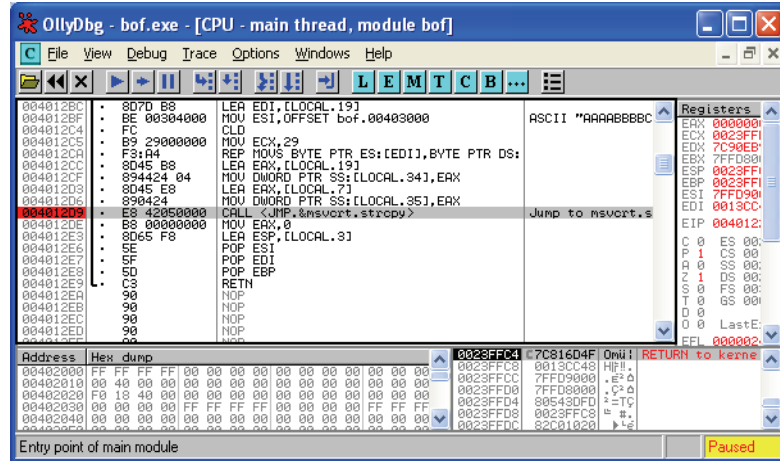 OllyDbg - bof.exe - [CPU - main thread, module bof]
C File View Debug Trace Options Windows Help
L E M T C B ...
004012BC . 8D7D B8 LEA EDI,[LOCAL.19]
004012BF . BE 00304000 MOV ESI,OFFSET bof.00403000 ASCII "AAAABBBBC
004012C4 . FC CLD
004012C5 . B9 29000000 MOV ECX,29
004012CA . F3:A4 REP MOVS BYTE PTR ES:[EDI],BYTE PTR DS:
004012CC . 8D45 B8 LEA EAX,[LOCAL.19]
004012CF . 894424 04 MOV DWORD PTR SS:[LOCAL.34],EAX
004012D3 . 8D45 E8 LEA EAX,[LOCAL.7]
004012D6 . 890424 MOV DWORD PTR SS:[LOCAL.35],EAX
004012D9 . E8 42050000 CALL <JMP.&msvcrt.strcpy> Jump to msvcrt.s
004012DE . B8 00000000 MOV EAX,0
004012E3 . 8D65 F8 LEA ESP,[LOCAL.3]
004012E6 . 5E POP ESI
004012E7 . 5F POP EDI
004012E8 . 5D POP EBP
004012E9 . C3 RETN
004012EA 90 NOP
004012EB 90 NOP
004012EC 90 NOP
004012ED 90 NOP
Registers
EAX 000000
ECX 0023FF
EDX 7C90EB
EBX 7FFD80
ESP 0023FF
EBP 0023FF
ESI 7FFD90
EDI 0013CC
EIP 004012
C 0 ES 00
P 1 CS 00
A 0 SS 00
Z 1 DS 00
S 0 FS 00
T 0 GS 00
D 0
O 0 LastE
EFL 000002
Address Hex dump
00402000 FF FF FF FF 00 00 00 00 00 00 00 00 00 00 00
00402010 00 40 00 00 00 00 00 00 00 00 00 00 00 00 00
00402020 F0 18 40 00 00 00 00 00 00 00 00 00 00 00 00
00402030 00 00 00 00 FF FF FF FF 00 00 00 00 FF FF FF
00402040 00 00 00 00 00 00 00 00 00 00 00 00 00 00 00
0023FFC4 7C816D4F RETURN to kerne
0023FFC8 0013CC48
0023FFCC 7FFD9000
0023FFD0 7FFD8000
0023FFD4 80543DFD
0023FFD8 0023FFC8
0023FFDC 82C01020
Entry point of main module
Paused